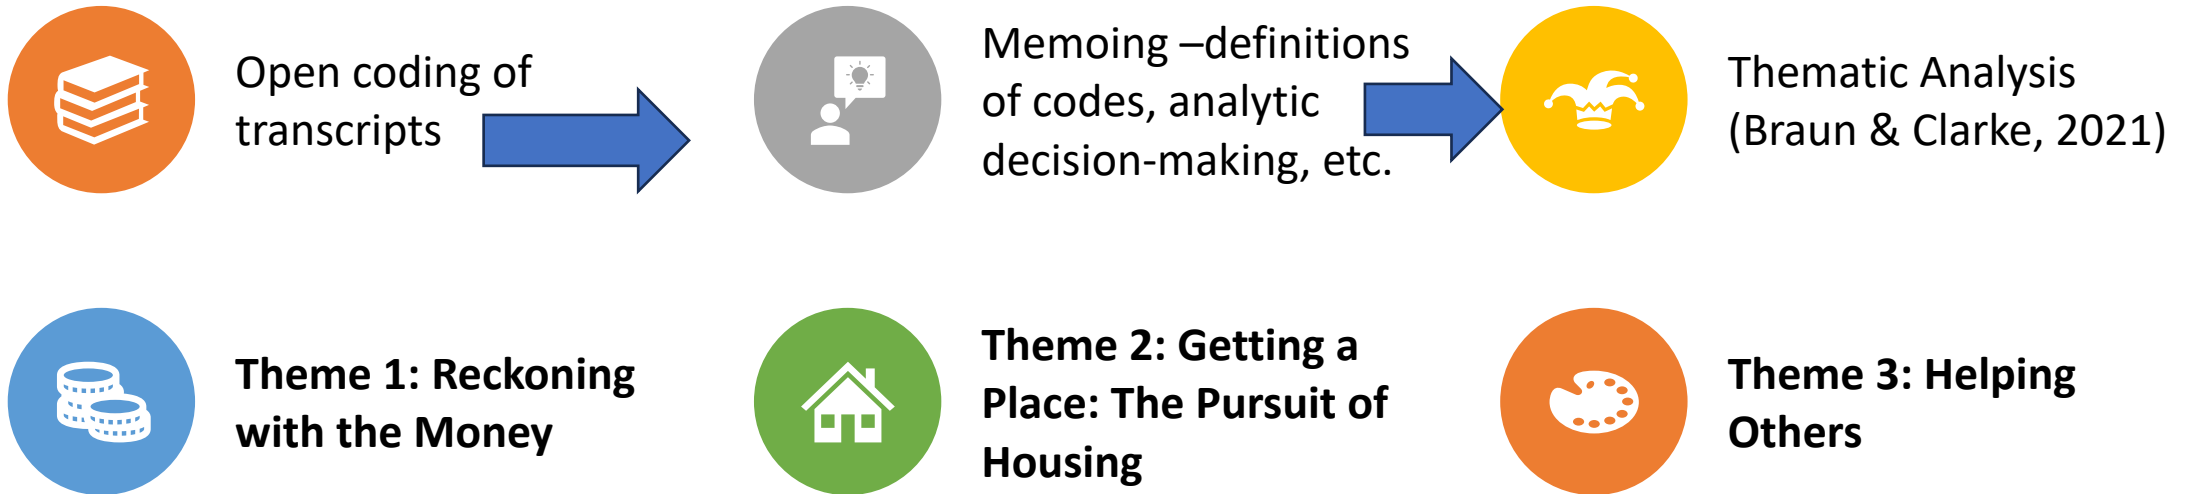 Open coding of
transcripts
Memoing –definitions
of codes, analytic
decision-making, etc.
Thematic Analysis
(Braun & Clarke, 2021)
Theme 1: Reckoning
with the Money
Theme 2: Getting a
Place: The Pursuit of
Housing
Theme 3: Helping
Others